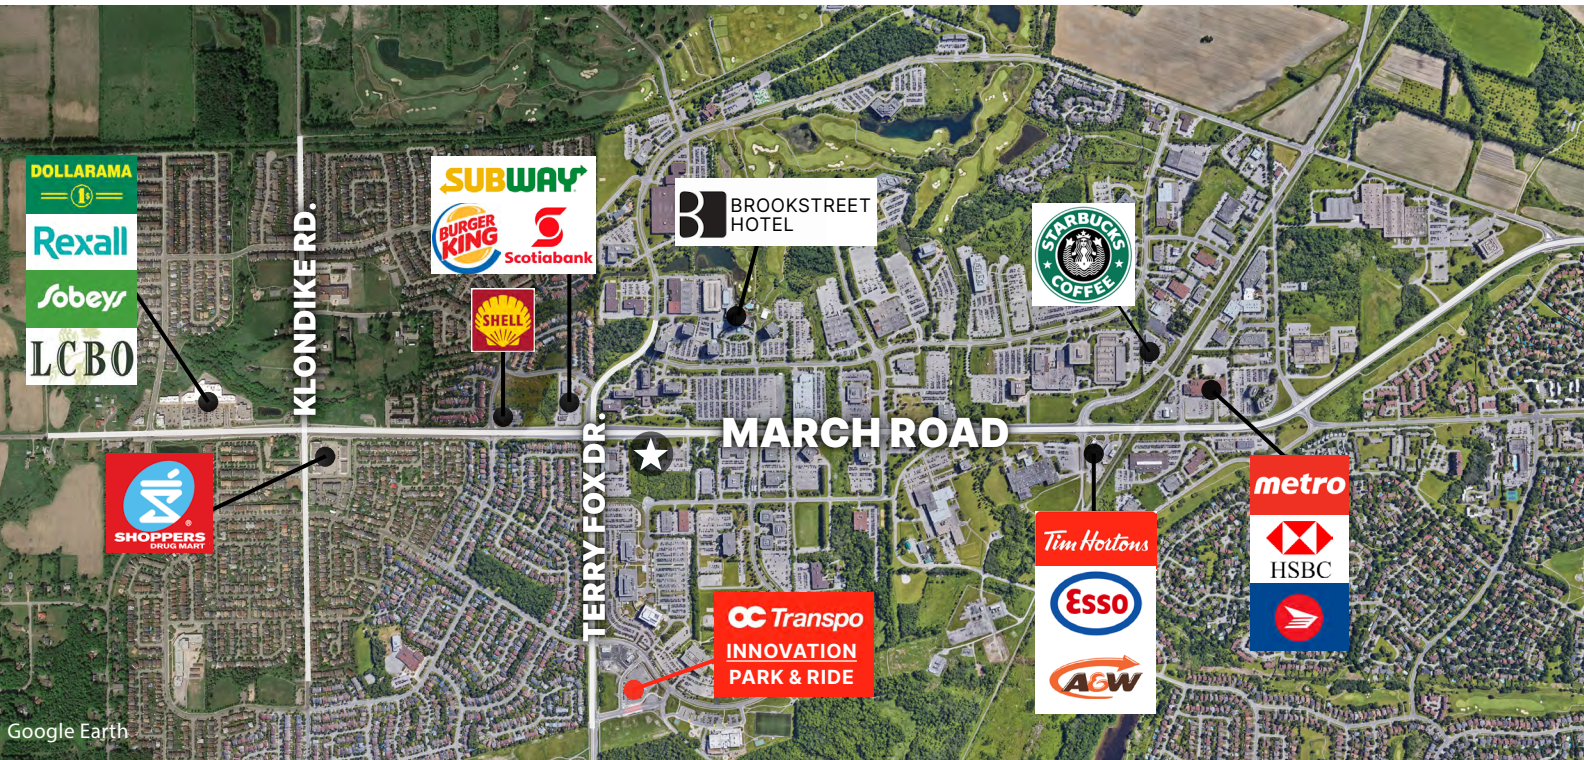 DOLLARAMA
1$
Rexall
Sobeys
LCBO
KLONDIKE RD.
SUBWAY
BURGER
KING
Scotiabank
SHELL
BROOKSTREET
HOTEL
STARBUCKS
COFFEE
MARCH ROAD
TERRY FOX DR.
SHOPPERS
DRUG MART
®
OC Transpo
INNOVATION
PARK & RIDE
Tim Hortons
Esso
A&W
metro
HSBC
Google Earth